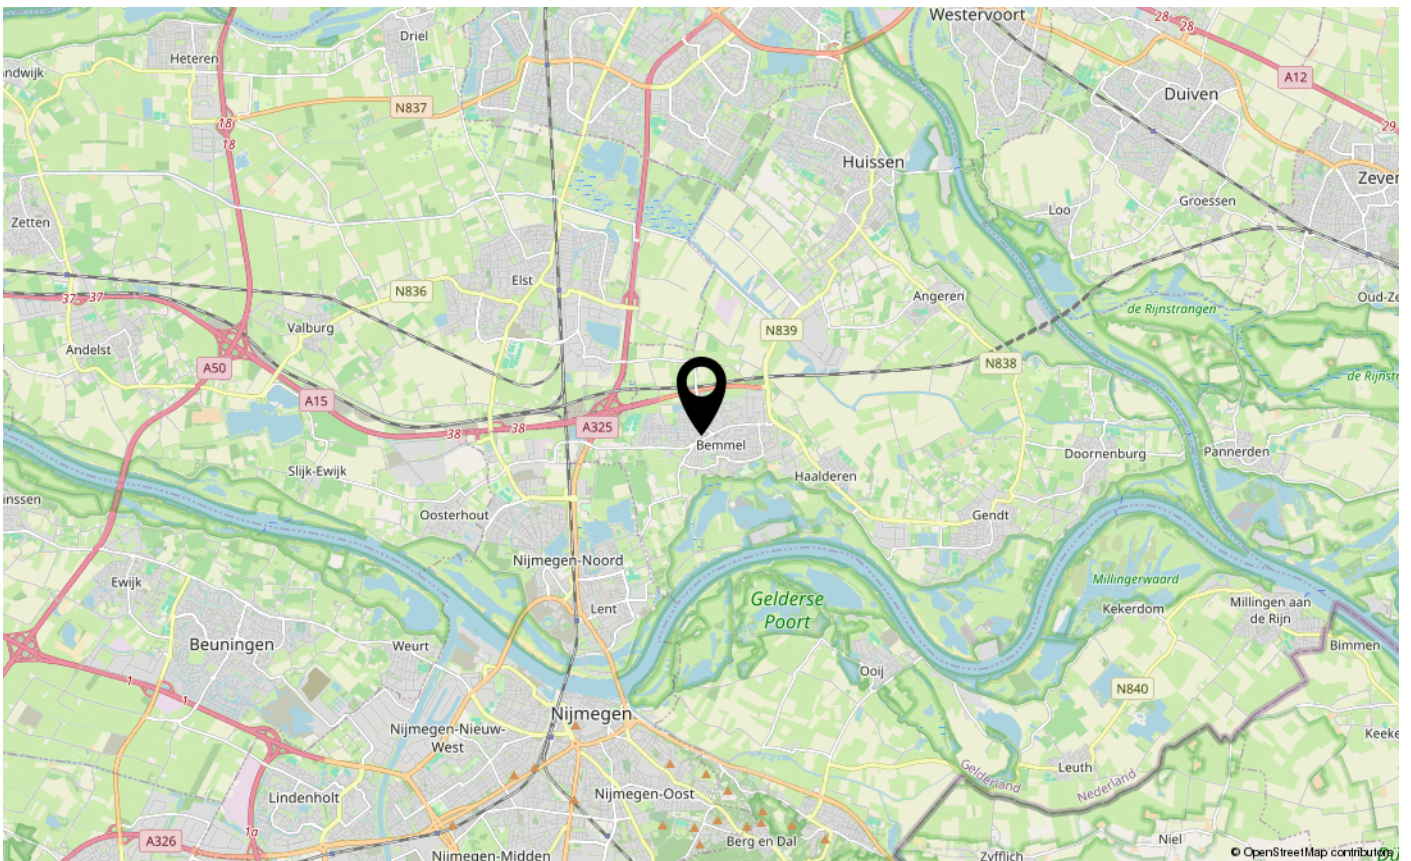 Westervoort
28
28
Driel
Heteren
andwijk
A12
Duiven
N837
18
18
29
Huissen
Zever
Groessen
Loo
Zetten
Elst
N836
37
37
Angeren
Oud-Ze
de Rijnstrangen
Valburg
N839
Andelst
A50
N838
de Rijnstr
A15
A325
38
38
Bemmel
Doornenburg
Pannerden
Slijk-Ewijk
Haalderen
inssen
Oosterhout
Gendt
Nijmegen-Noord
Ewijk
Millingerwaard
Gelderse
Poort
Lent
Kekerdom
Millingen aan
de Rijn
Beuningen
Weurt
Bimmen
Ooij
1
1
N840
Nijmegen
Nijmegen-Nieuw-
West
Keeke
Leuth
Gelderland
Nederland
Lindenholt
Nijmegen-Oost
1a
A326
Berg en Dal
Niel
Nijmegen-Midden
Zyfflich
© OpenStreetMap contributors